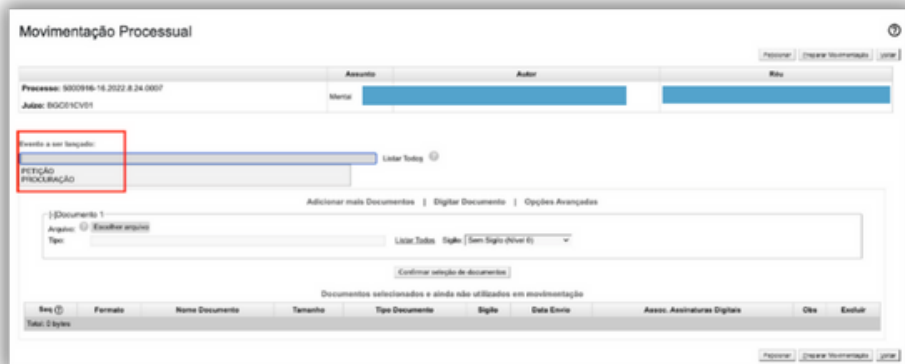 Movimentação Processual
Peticionar Preparar Movimentação Voltar
Assunto Autor Réu
Processo: 5000916-16.2022.8.24.0007
Juízo: BGC01CV01
Mental
Evento a ser lançado:
Listar Todos
PETIÇÃO
PROCURAÇÃO
Adicionar mais Documentos | Digitar Documento | Opções Avançadas
[-]Documento 1
Arquivo: Escolher arquivo
Tipo: Listar Todos Sigilo: Sem Sigilo (Nível 0)
Confirmar seleção de documentos
Documentos selecionados e ainda não utilizados em movimentação
Seq Formato Nome Documento Tamanho Tipo Documento Sigilo Data Envio Assoc. Assinaturas Digitais Obs Excluir
Total: 0 bytes
Peticionar Preparar Movimentação Voltar